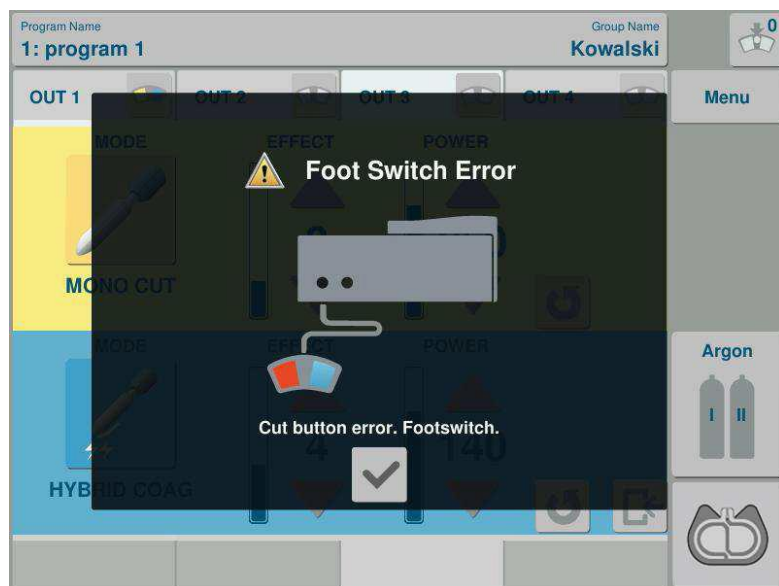 Program Name
1: program 1
Group Name
Kowalski
0
OUT 1
OUT 2
OUT 3
OUT 4
Menu
MODE
EFFECT
POWER
Foot Switch Error
MONO CUT
MODE
EFFECT
POWER
Argon
I II
Cut button error. Footswitch.
4
140
HYBRID COAG